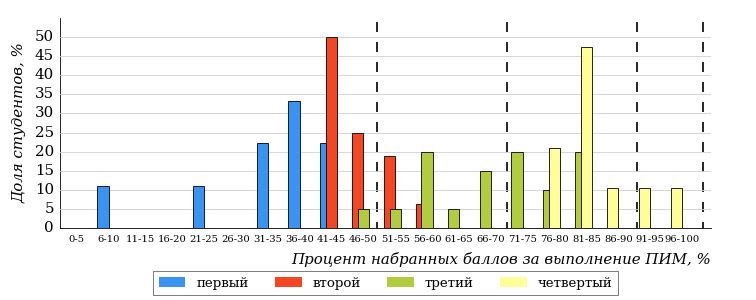 Доля студентов, %
50
45
40
35
30
25
20
15
10
5
0
0-5 6-10 11-15 16-20 21-25 26-30 31-35 36-40 41-45 46-50 51-55 56-60 61-65 66-70 71-75 76-80 81-85 86-90 91-95 96-100
Процент набранных баллов за выполнение ПИМ, %
первый второй третий четвертый